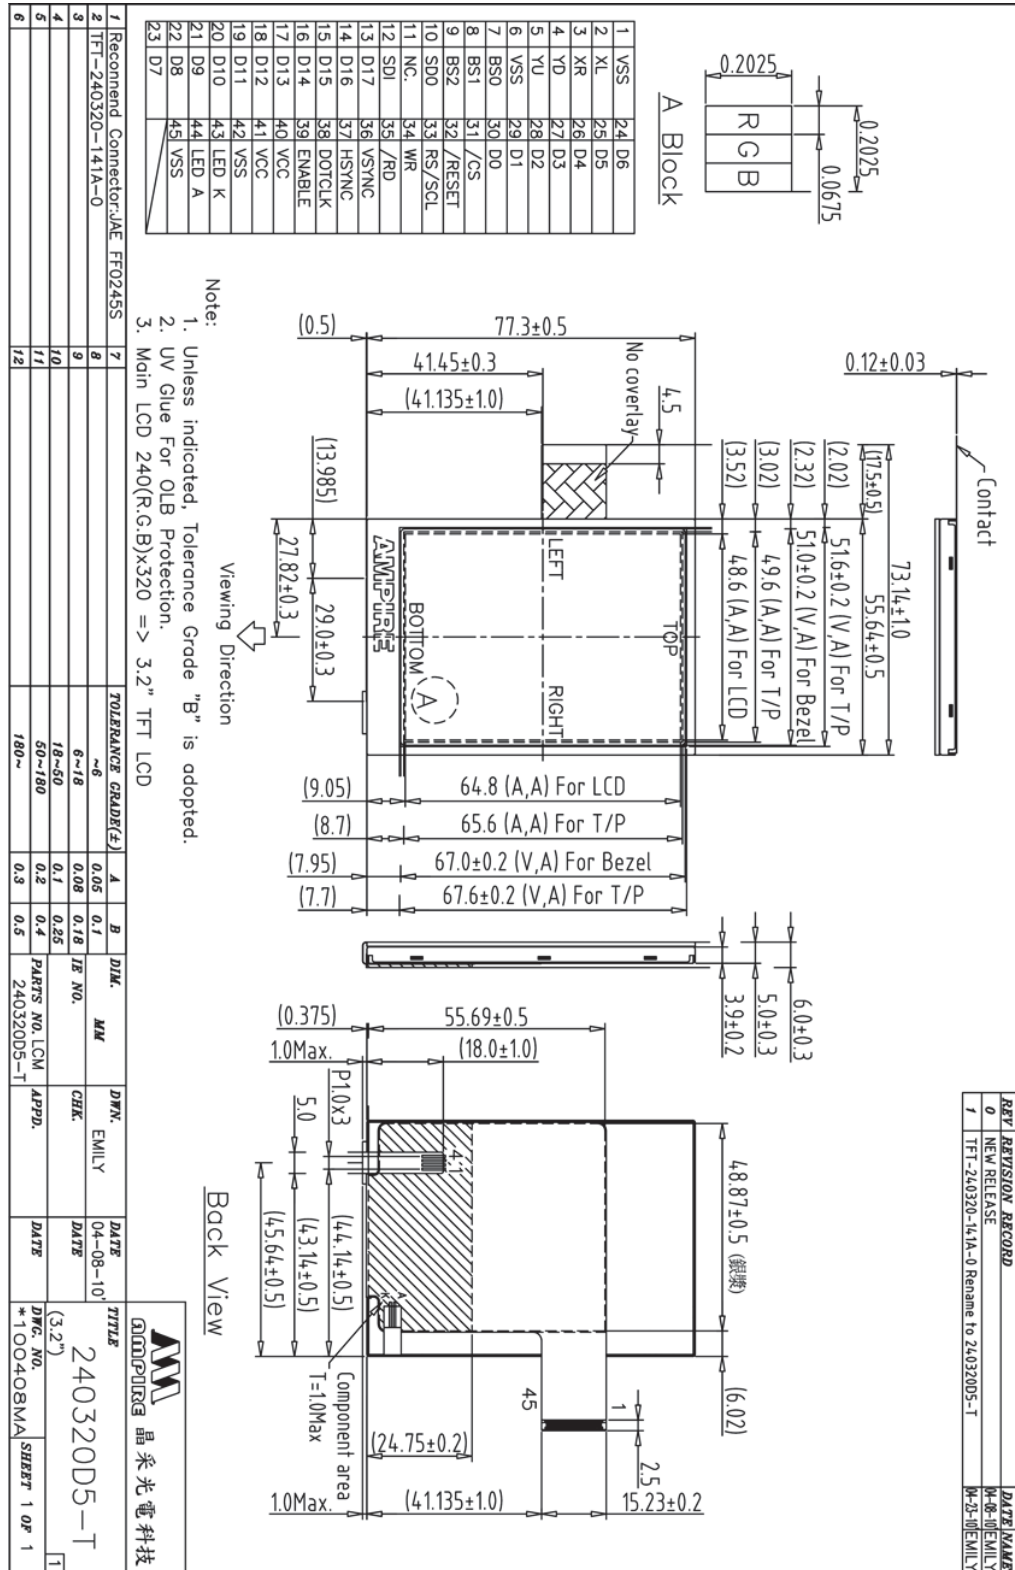 0.2025
0.0675
0.2025
R G B
A Block
1 VSS 24 D6
2 XL 25 D5
3 XR 26 D4
4 YD 27 D3
5 YU 28 D2
6 VSS 29 D1
7 BS0 30 D0
8 BS1 31 /CS
9 BS2 32 /RESET
10 SDO 33 RS/SCL
11 NC. 34 WR
12 SDI 35 /RD
13 D17 36 VSYNC
14 D16 37 HSYNC
15 D15 38 DOTCLK
16 D14 39 ENABLE
17 D13 40 VCC
18 D12 41 VCC
19 D11 42 VSS
20 D10 43 LED K
21 D9 44 LED A
22 D8 45 VSS
23 D7
0.12±0.03
Contact
73.14±1.0
(17.5±0.5) 55.64±0.5
(2.02) 51.6±0.2 (V,A) For T/P
(2.32) 51.0±0.2 (V,A) For Bezel
(3.02) 49.6 (A,A) For T/P
(3.52) 48.6 (A,A) For LCD
4.5
No coverlay
77.3±0.5
(0.5)
41.45±0.3
(41.135±1.0)
TOP
LEFT
RIGHT
BOTTOM
A
AMPIRE
(13.985)
29.0±0.3
27.82±0.3
Viewing Direction
(9.05) 64.8 (A,A) For LCD
(8.7) 65.6 (A,A) For T/P
(7.95) 67.0±0.2 (V,A) For Bezel
(7.7) 67.6±0.2 (V,A) For T/P
6.0±0.3
5.0±0.3
3.9±0.2
48.87±0.5 (銀漿)
(6.02)
55.69±0.5
(0.375)
(18.0±1.0)
1.0Max.
P1.0x3
5.0
4.1
(44.14±0.5)
(43.14±0.5)
(45.64±0.5)
A
K
Component area
T=1.0Max
1
45
2.5
15.23±0.2
(24.75±0.2)
(41.135±1.0)
1.0Max.
Back View
Note:
1. Unless indicated, Tolerance Grade "B" is adopted.
2. UV Glue For OLB Protection.
3. Main LCD 240(R.G.B)x320 => 3.2" TFT LCD
REV REVISION RECORD DATE NAME
0 NEW RELEASE 04-08-10 EMILY
1 TFT-240320-141A-0 Rename to 240320D5-T 04-23-10 EMILY
1 Reconnend Connector:JAE FF0245S
2 TFT-240320-141A-0
3
4
5
6
7
8
9
10
11
12
TOLERANCE GRADE(±) A B
~6 0.05 0.1
6~18 0.08 0.18
18~50 0.1 0.25
50~180 0.2 0.4
180~ 0.3 0.5
DIM. MM
IE NO.
PARTS NO. LCM
240320D5-T
DWN. EMILY
CHK.
APPD.
DATE
04-08-10'
DATE
DATE
AMPIRE 晶采光電科技
TITLE
240320D5-T
(3.2")
1
DWG. NO.
*100408MA
SHEET 1 OF 1